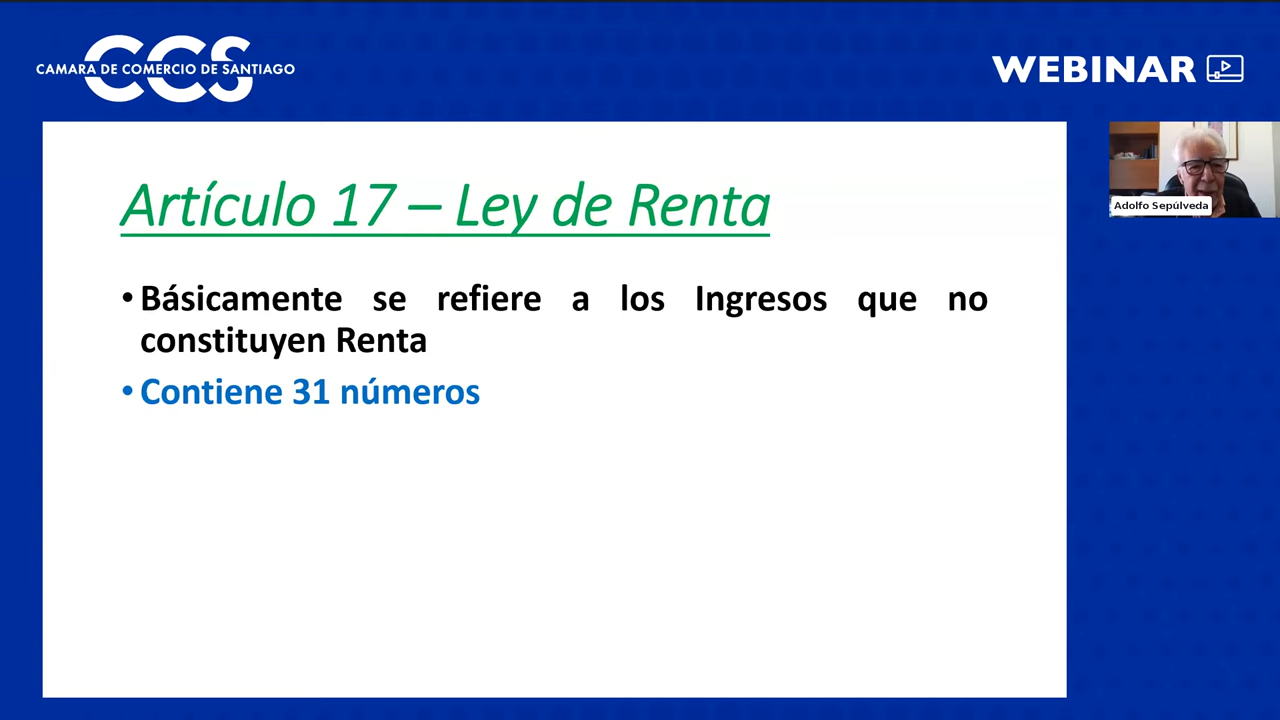 CCS
CAMARA DE COMERCIO DE SANTIAGO
WEBINAR
Artículo 17 – Ley de Renta
• Básicamente se refiere a los Ingresos que no
constituyen Renta
• Contiene 31 números
Adolfo Sepúlveda